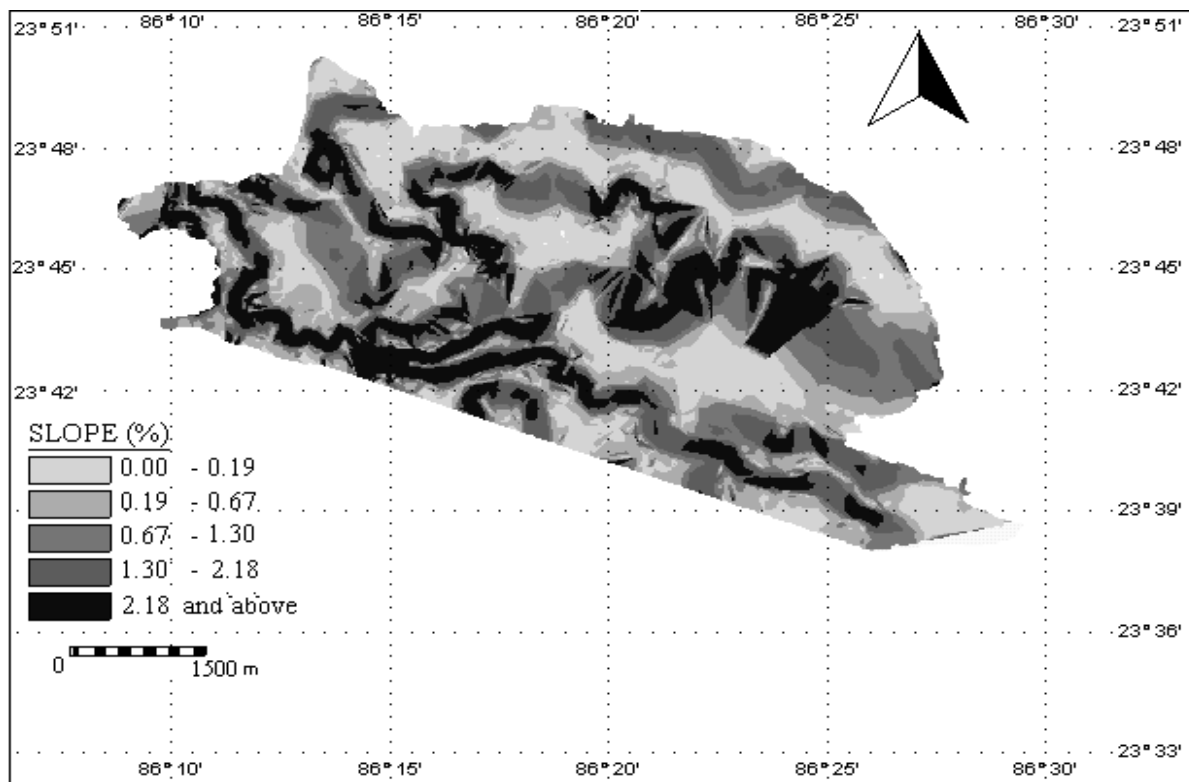 86°10' 86°15' 86°20' 86°25' 86°30'
23°51' 23°51'
23°48' 23°48'
23°45' 23°45'
23°42' 23°42'
SLOPE (%)
0.00 - 0.19
0.19 - 0.67
0.67 - 1.30
1.30 - 2.18
2.18 and above
23°39' 23°39'
23°36'
0 1500 m
23°33'
86°10' 86°15' 86°20' 86°25' 86°30'